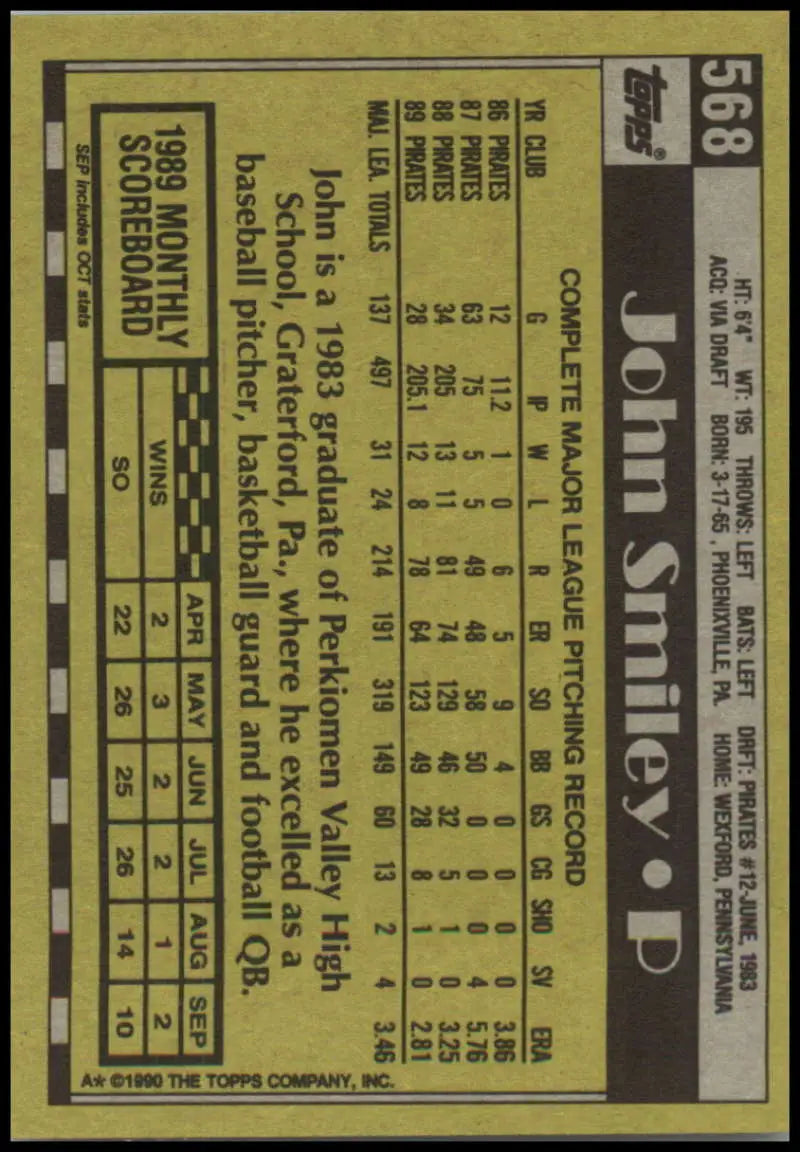 568
HT: 6'4" WT: 195 THROWS: LEFT BATS: LEFT DRFT: PIRATES #12-JUNE, 1983
ACQ: VIA DRAFT BORN: 3-17-65, PHOENIXVILLE, PA. HOME: WEXFORD, PENNSYLVANIA
topps®
John Smiley • P
COMPLETE MAJOR LEAGUE PITCHING RECORD
YR CLUB G IP W L R ER SO BB GS CG SHO SV ERA
86 PIRATES 12 11.2 1 0 6 5 9 4 0 0 0 0 3.86
87 PIRATES 63 75 5 5 49 48 58 50 0 0 0 4 5.76
88 PIRATES 34 205 13 11 81 74 129 46 32 5 1 0 3.25
89 PIRATES 28 205.1 12 8 78 64 123 49 28 8 1 0 2.81
MAJ. LEA. TOTALS 137 497 31 24 214 191 319 149 60 13 2 4 3.46
John is a 1983 graduate of Perkiomen Valley High
School, Graterford, Pa., where he excelled as a
baseball pitcher, basketball guard and football QB.
1989 MONTHLY
SCOREBOARD
APR MAY JUN JUL AUG SEP
WINS 2 3 2 2 1 2
SO 22 26 25 26 14 10
SEP includes OCT stats
A* ©1990 THE TOPPS COMPANY, INC.